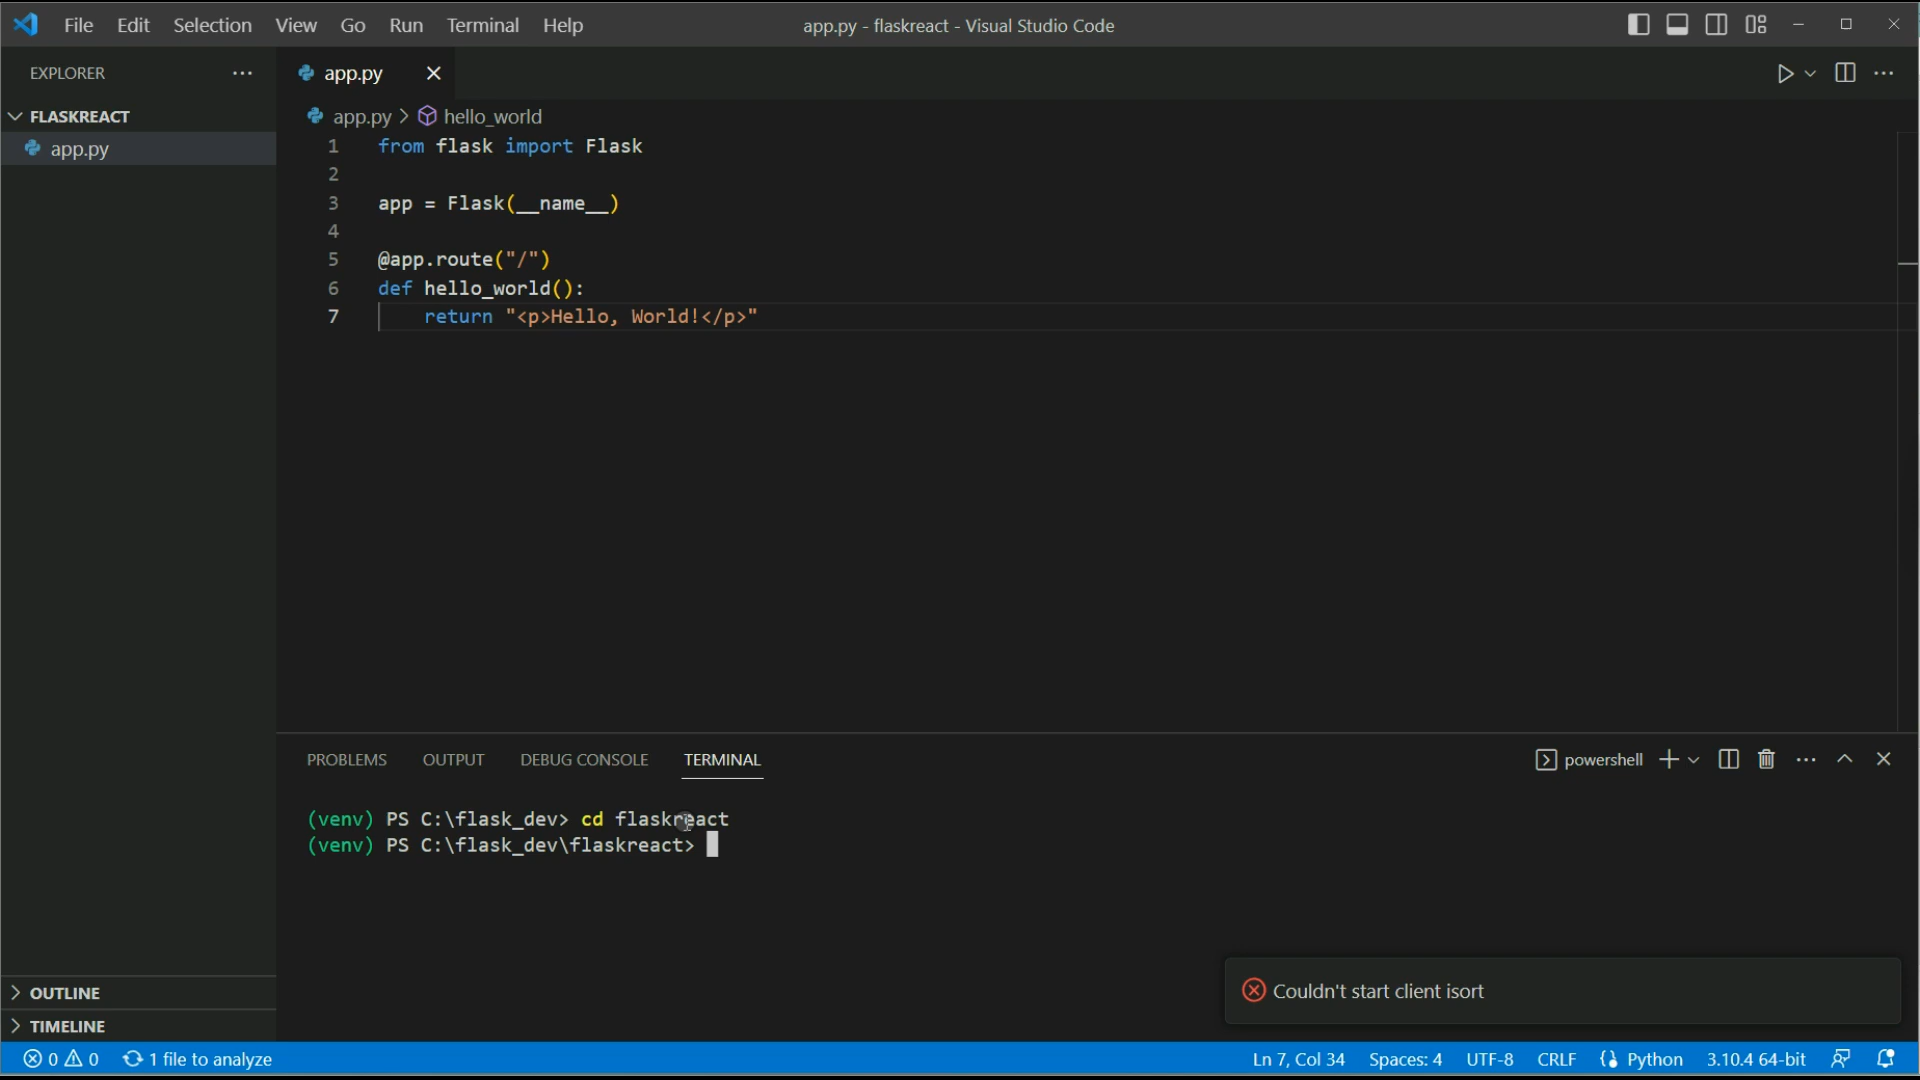 File Edit Selection View Go Run Terminal Help
app.py - flaskreact - Visual Studio Code
EXPLORER
app.py
FLASKREACT
app.py
app.py > hello_world
1 from flask import Flask
2
3 app = Flask(__name__)
4
5 @app.route("/")
6 def hello_world():
7 return "<p>Hello, World!</p>"
PROBLEMS OUTPUT DEBUG CONSOLE TERMINAL
powershell
(venv) PS C:\flask_dev> cd flaskreact
(venv) PS C:\flask_dev\flaskreact>
OUTLINE
TIMELINE
Couldn't start client isort
0 0 1 file to analyze
Ln 7, Col 34 Spaces: 4 UTF-8 CRLF Python 3.10.4 64-bit